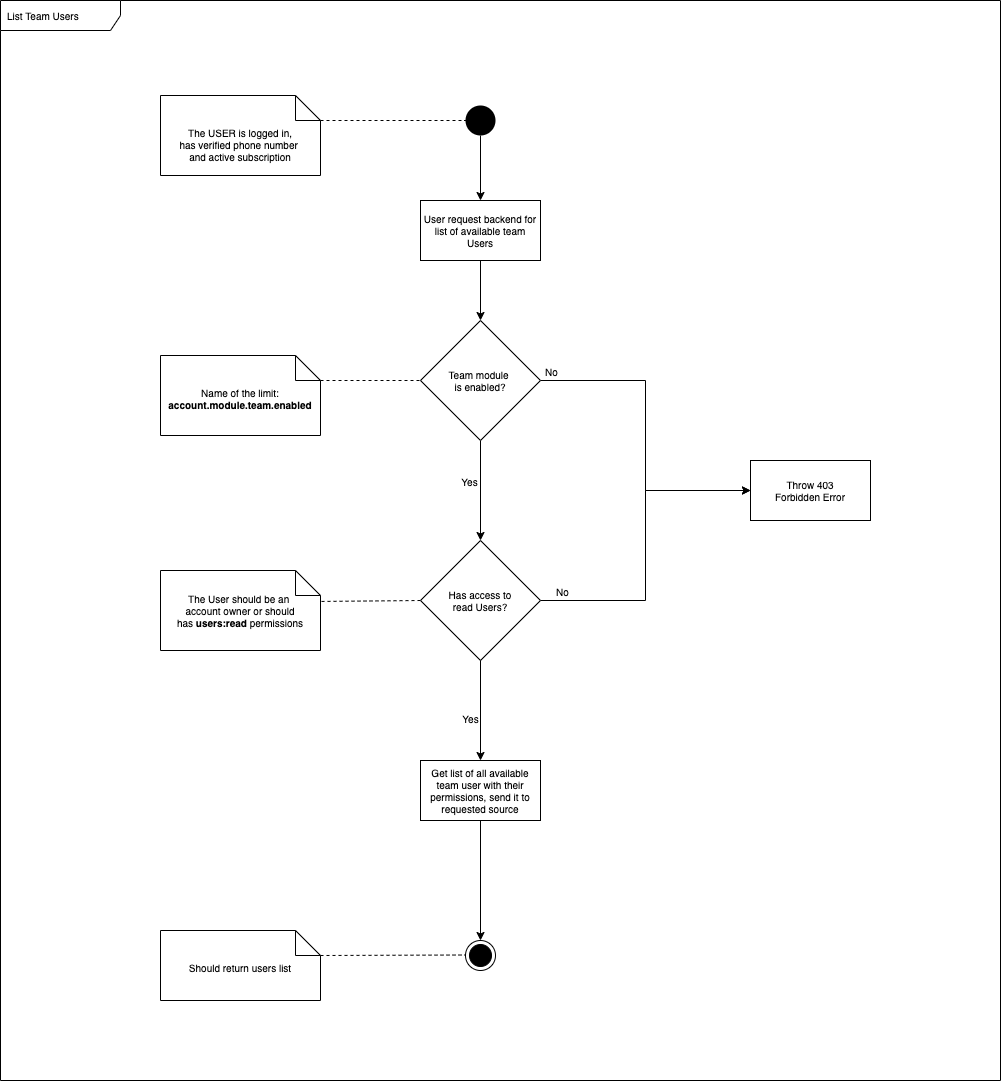 List Team Users
The USER is logged in,
has verified phone number
and active subscription
User request backend for
list of available team
Users
Name of the limit:
account.module.team.enabled
Team module
is enabled?
No
Yes
Throw 403
Forbidden Error
The User should be an
account owner or should
has users:read permissions
Has access to
read Users?
No
Yes
Get list of all available
team user with their
permissions, send it to
requested source
Should return users list